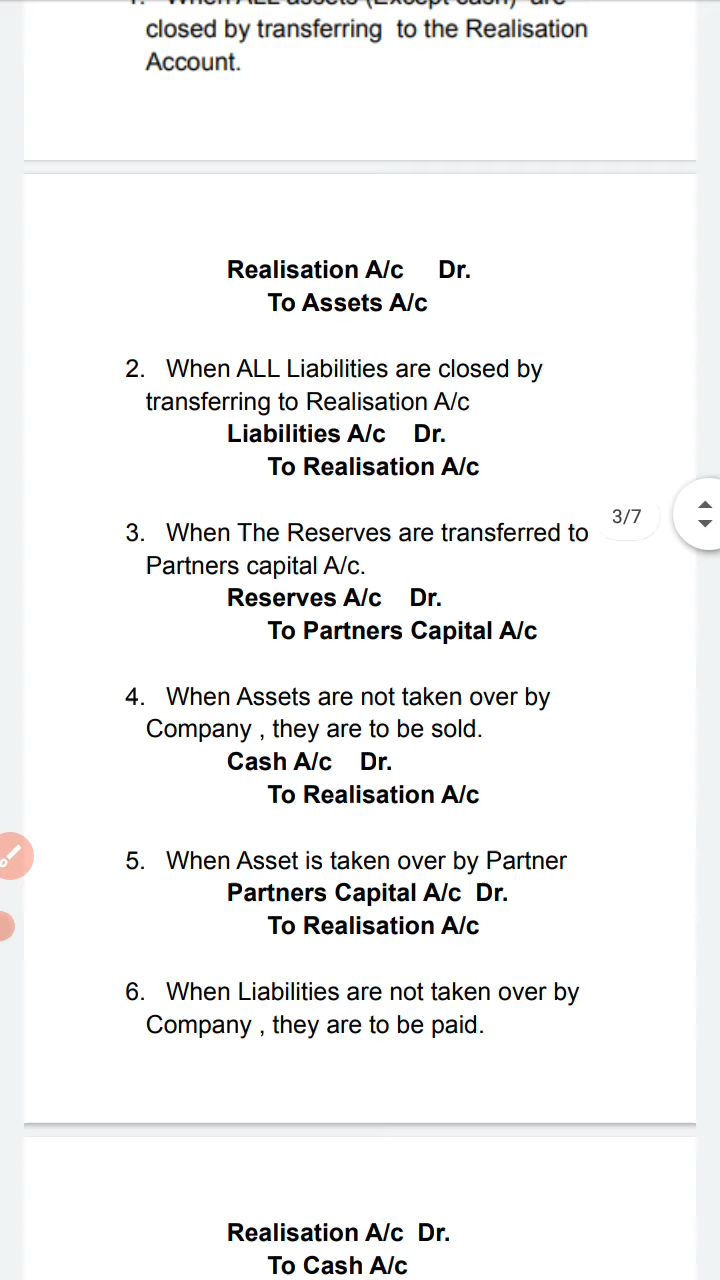 closed by transferring to the Realisation
Account.
Realisation A/c Dr.
To Assets A/c
2. When ALL Liabilities are closed by
transferring to Realisation A/c
Liabilities A/c Dr.
To Realisation A/c
3/7
3. When The Reserves are transferred to
Partners capital A/c.
Reserves A/c Dr.
To Partners Capital A/c
4. When Assets are not taken over by
Company , they are to be sold.
Cash A/c Dr.
To Realisation A/c
5. When Asset is taken over by Partner
Partners Capital A/c Dr.
To Realisation A/c
6. When Liabilities are not taken over by
Company , they are to be paid.
Realisation A/c Dr.
To Cash A/c